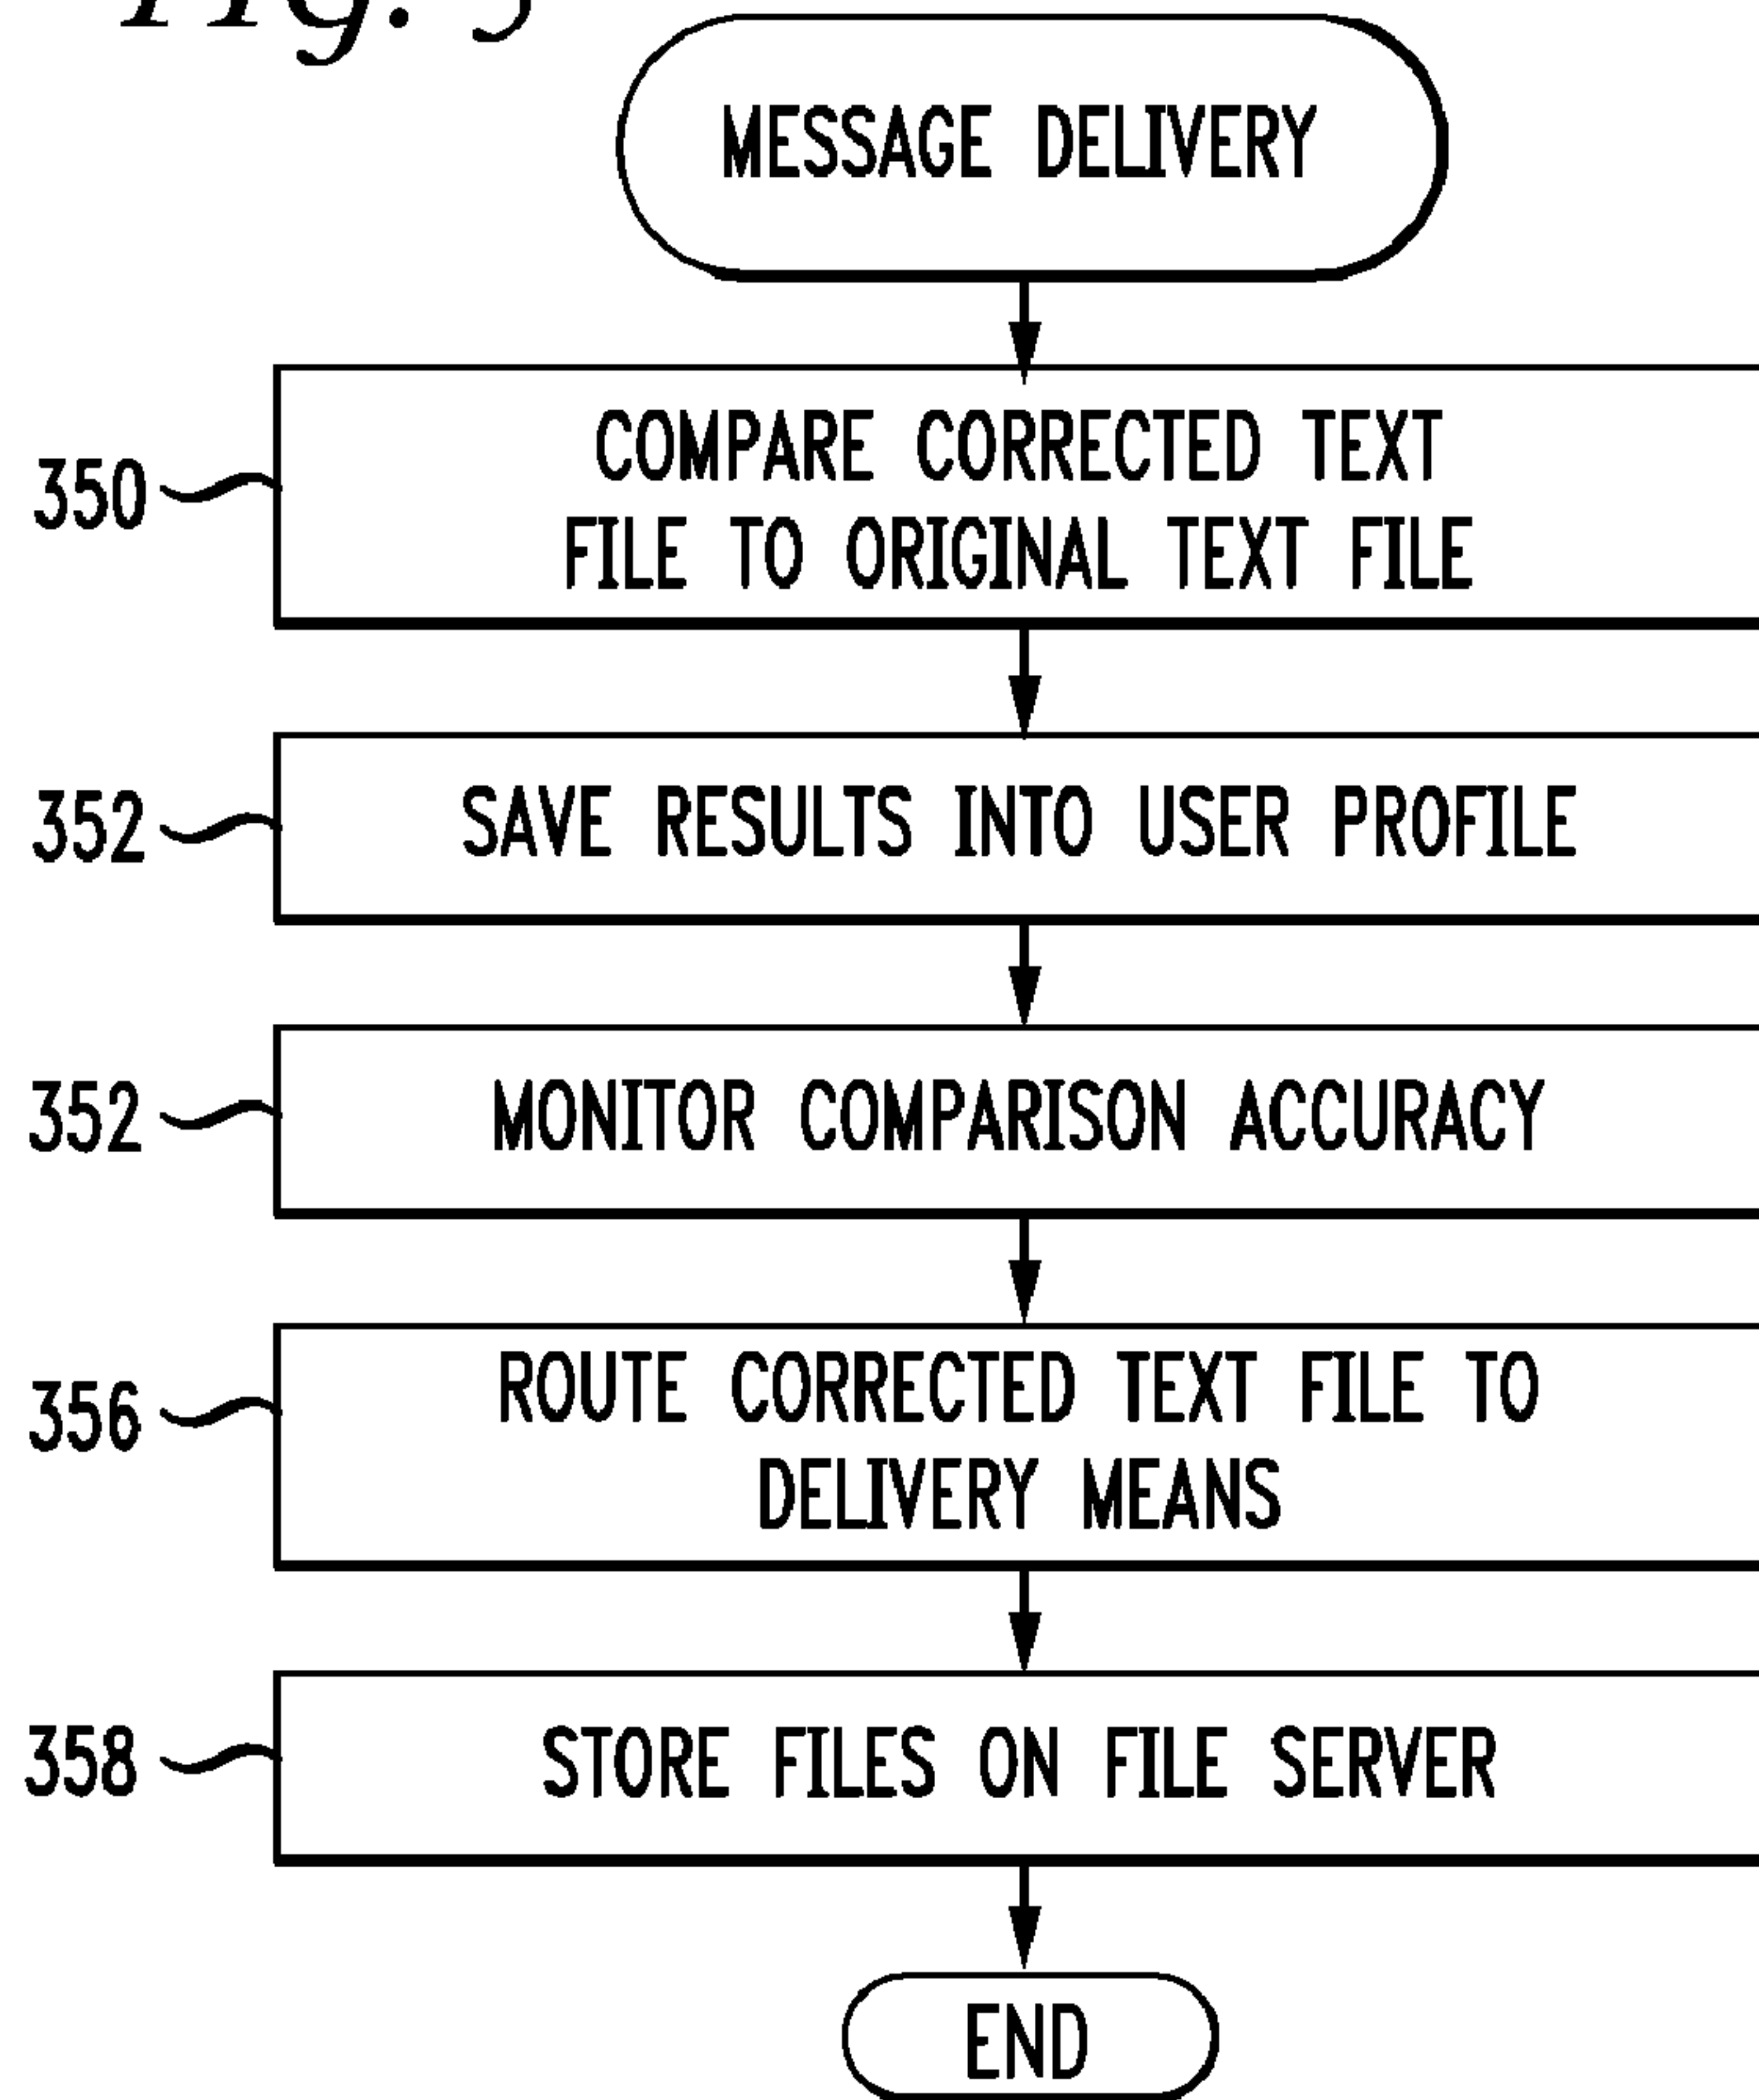 Fig.
MESSAGE DELIVERY
350
COMPARE CORRECTED TEXT
FILE TO ORIGINAL TEXT FILE
352
SAVE RESULTS INTO USER PROFILE
352
MONITOR COMPARISON ACCURACY
356
ROUTE CORRECTED TEXT FILE TO
DELIVERY MEANS
358
STORE FILES ON FILE SERVER
END